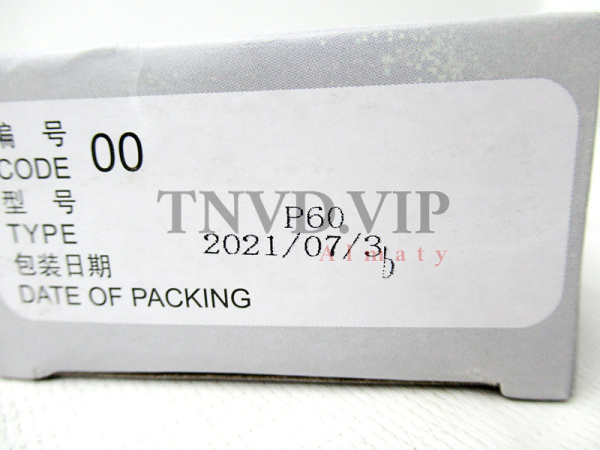 编 号
CODE 00
型 号
TNVD.VIP
TYPE P60
2021/07/3
Almaty
包装日期
DATE OF PACKING